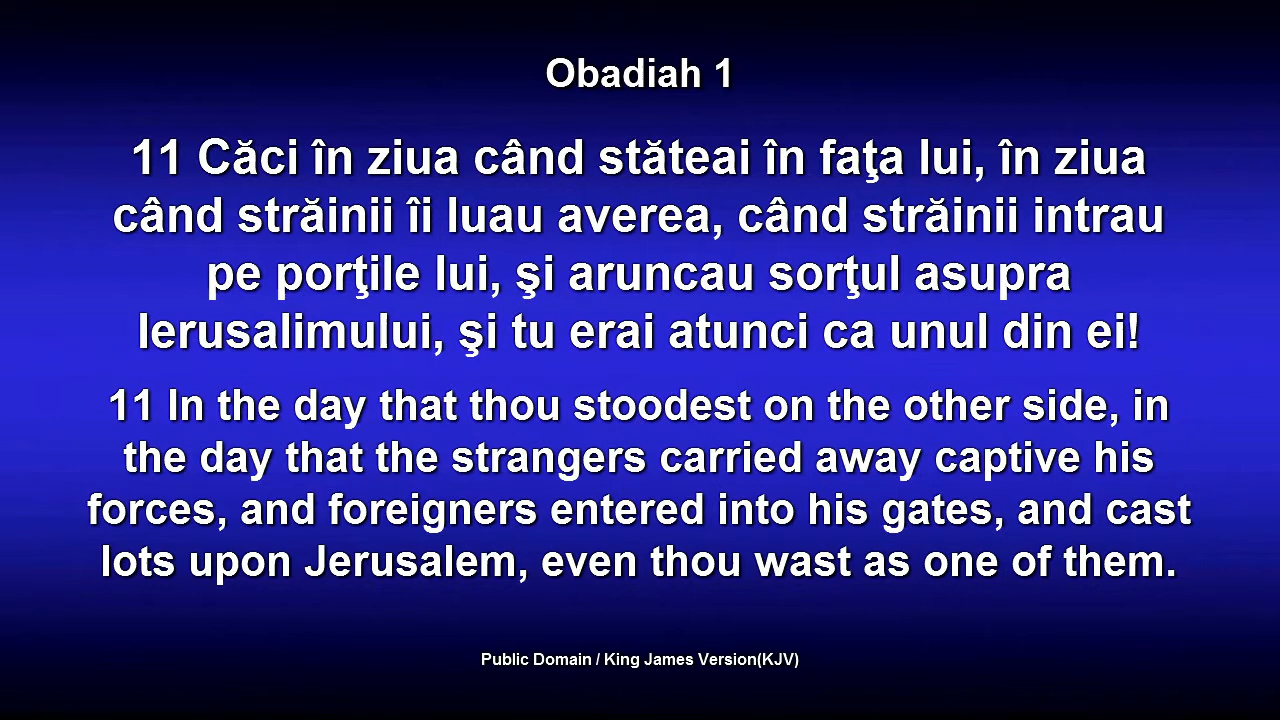 Obadiah 1
11 Căci în ziua când stăteai în faţa lui, în ziua
când străinii îi luau averea, când străinii intrau
pe porţile lui, şi aruncau sorţul asupra
Ierusalimului, şi tu erai atunci ca unul din ei!
11 In the day that thou stoodest on the other side, in
the day that the strangers carried away captive his
forces, and foreigners entered into his gates, and cast
lots upon Jerusalem, even thou wast as one of them.
Public Domain / King James Version(KJV)